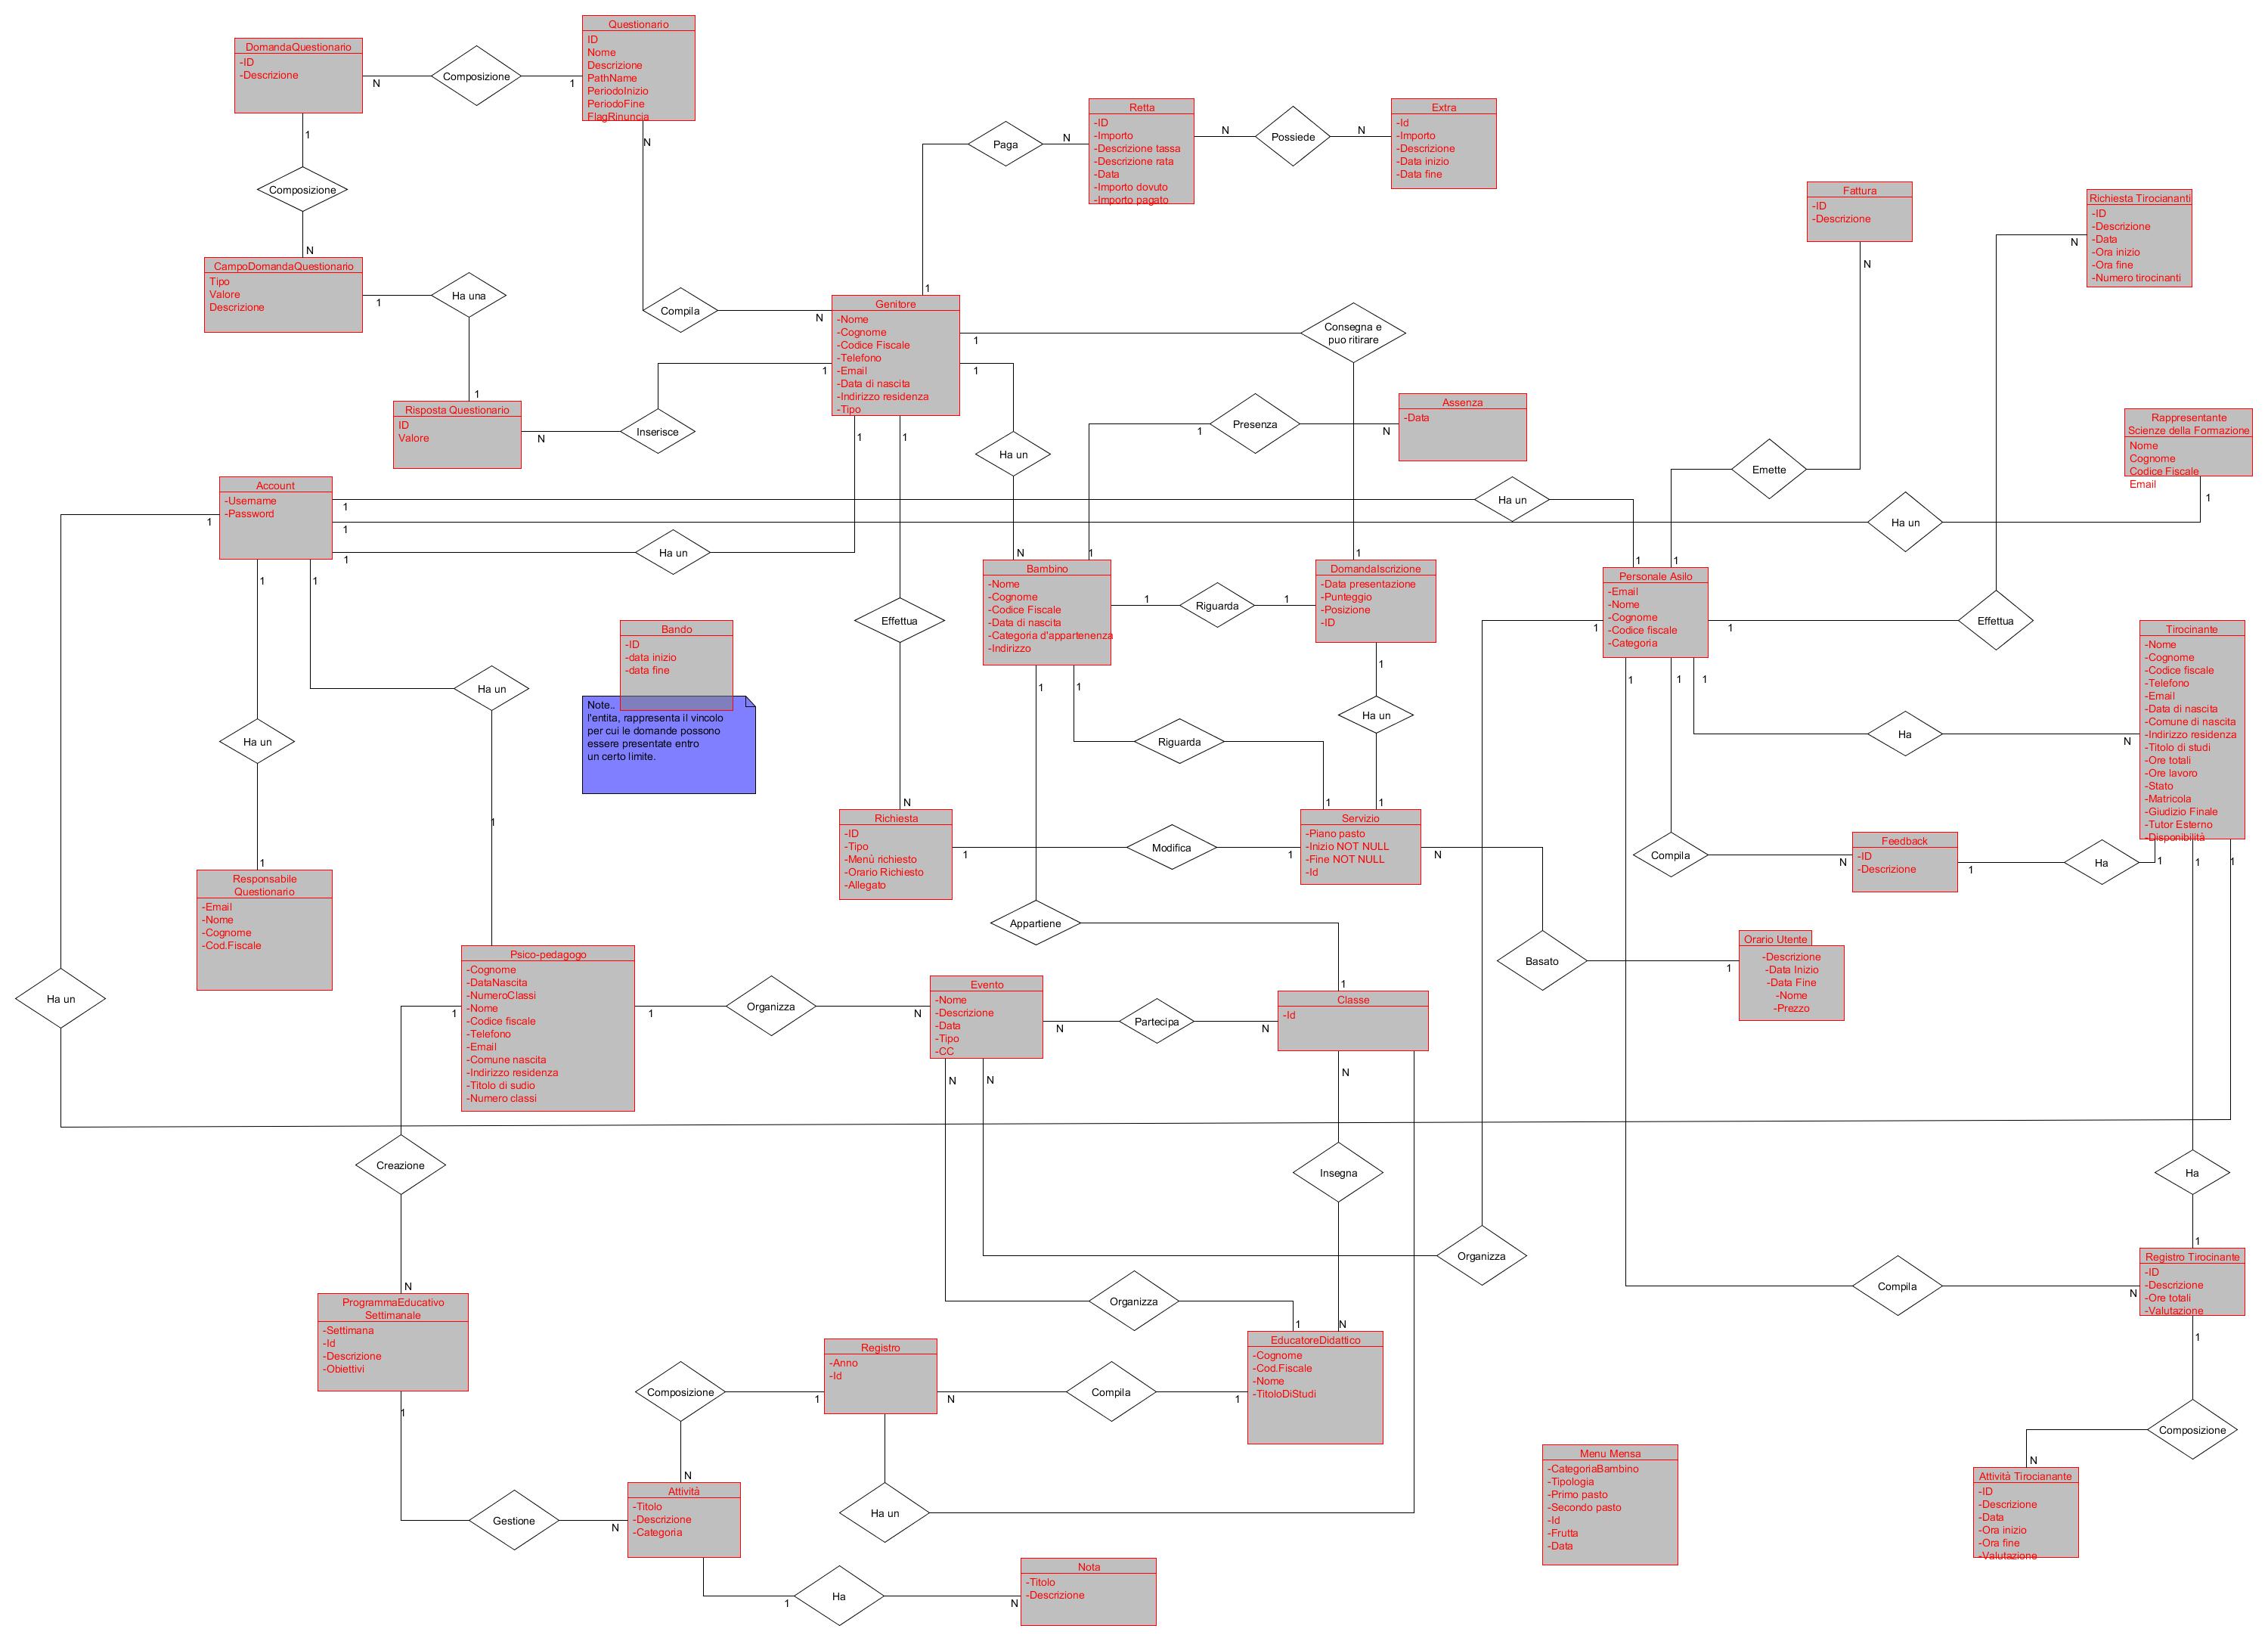 Questionario
ID
Nome
Descrizione
PathName
PeriodoInizio
PeriodoFine
FlagRinuncia
DomandaQuestionario
-ID
-Descrizione
N
Composizione
1
1
Composizione
N
CampoDomandaQuestionario
Tipo
Valore
Descrizione
1
Ha una
1
Risposta Questionario
ID
Valore
N
Inserisce
1
N
Compila
N
Retta
-ID
-Importo
-Descrizione tassa
-Descrizione rata
-Data
-Importo dovuto
-Importo pagato
Paga
N
1
N
Possiede
N
Extra
-Id
-Importo
-Descrizione
-Data inizio
-Data fine
Genitore
-Nome
-Cognome
-Codice Fiscale
-Telefono
-Email
-Data di nascita
-Indirizzo residenza
-Tipo
1
Consegna e
puo ritirare
1
1
Ha un
N
Fattura
-ID
-Descrizione
N
Emette
1
Richiesta Tirociananti
-ID
-Descrizione
-Data
-Ora inizio
-Ora fine
-Numero tirocinanti
N
Effettua
1
Assenza
-Data
1
Presenza
N
1
Rappresentante
Scienze della Formazione
Nome
Cognome
Codice Fiscale
Email
1
Account
-Username
-Password
1
1
1
1
1
1
Ha un
1
Ha un
Ha un
1
Ha un
1
Ha un
1
Ha un
1
1
Effettua
N
Bando
-ID
-data inizio
-data fine
Note..
l'entita, rappresenta il vincolo
per cui le domande possono
essere presentate entro
un certo limite.
Bambino
-Nome
-Cognome
-Codice Fiscale
-Data di nascita
-Categoria d'appartenenza
-Indirizzo
1
Riguarda
1
DomandaIscrizione
-Data presentazione
-Punteggio
-Posizione
-ID
1
Ha un
1
1
Riguarda
1
Personale Asilo
-Email
-Nome
-Cognome
-Codice fiscale
-Categoria
1
1
1
1
Ha
N
Tirocinante
-Nome
-Cognome
-Codice fiscale
-Telefono
-Email
-Data di nascita
-Comune di nascita
-Indirizzo residenza
-Titolo di studi
-Ore totali
-Ore lavoro
-Stato
-Matricola
-Giudizio Finale
-Tutor Esterno
-Disponibilità
1
1
1
Richiesta
-ID
-Tipo
-Menù richiesto
-Orario Richiesto
-Allegato
1
Modifica
1
Servizio
-Piano pasto
-Inizio NOT NULL
-Fine NOT NULL
-Id
N
Basato
1
Compila
N
Feedback
-ID
-Descrizione
1
Ha
Orario Utente
-Descrizione
-Data Inizio
-Data Fine
-Nome
-Prezzo
Responsabile
Questionario
-Email
-Nome
-Cognome
-Cod.Fiscale
1
Appartiene
1
Psico-pedagogo
-Cognome
-DataNascita
-NumeroClassi
-Nome
-Codice fiscale
-Telefono
-Email
-Comune nascita
-Indirizzo residenza
-Titolo di sudio
-Numero classi
1
1
Organizza
N
Evento
-Nome
-Descrizione
-Data
-Tipo
-CC
N
Partecipa
N
Classe
-Id
N
N
N
Insegna
N
Organizza
Organizza
1
Creazione
N
ProgrammaEducativo
Settimanale
-Settimana
-Id
-Descrizione
-Obiettivi
1
Gestione
N
Registro
-Anno
-Id
Composizione
1
N
N
Compila
1
EducatoreDidattico
-Cognome
-Cod.Fiscale
-Nome
-TitoloDiStudi
Ha un
Attività
-Titolo
-Descrizione
-Categoria
1
Ha
N
Nota
-Titolo
-Descrizione
Ha
1
Compila
N
Registro Tirocinante
-ID
-Descrizione
-Ore totali
-Valutazione
1
Composizione
N
Menu Mensa
-CategoriaBambino
-Tipologia
-Primo pasto
-Secondo pasto
-Id
-Frutta
-Data
Attività Tirocianante
-ID
-Descrizione
-Data
-Ora inizio
-Ora fine
-Valutazione